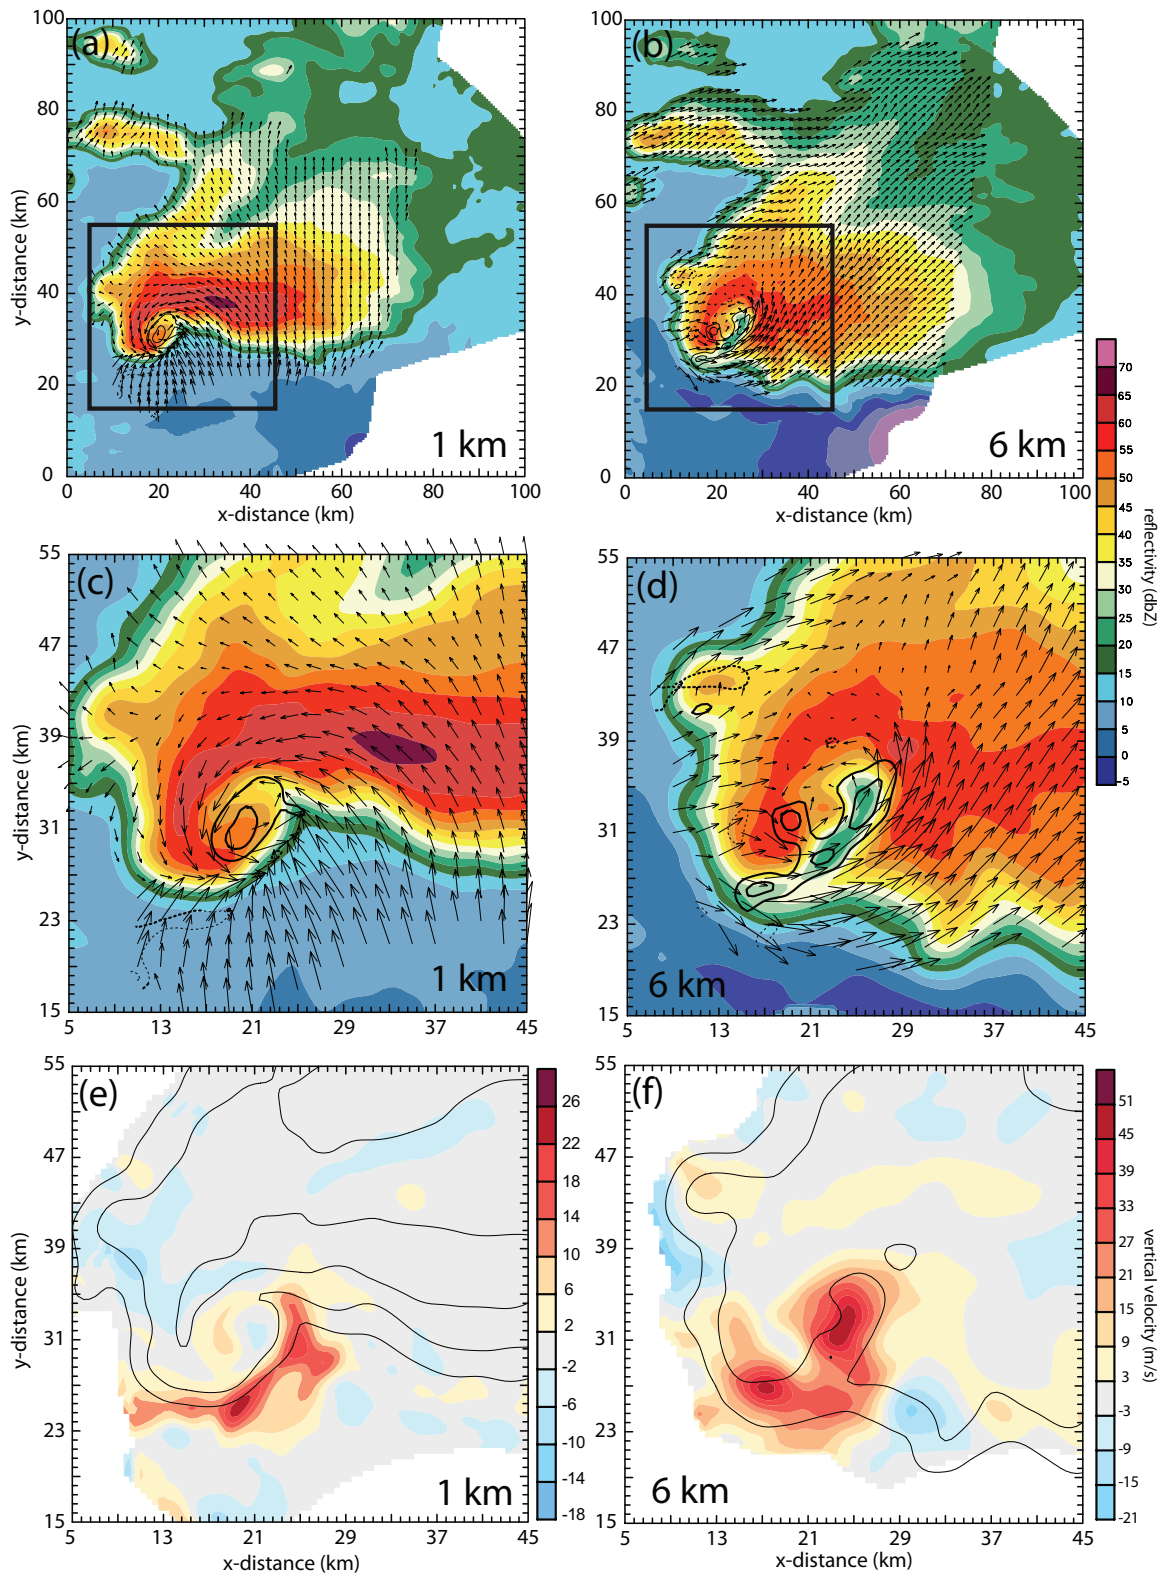 (a)
1 km
100
80
60
40
20
0
0 20 40 60 80 100
x-distance (km)
y-distance (km)
(b)
6 km
100
80
60
40
20
0
0 20 40 60 80 100
x-distance (km)
70
65
60
55
50
45
40
35
30
25
20
15
10
5
0
-5
reflectivity (dbZ)
(c)
1 km
55
47
39
31
23
15
5 13 21 29 37 45
y-distance (km)
(d)
6 km
55
47
39
31
23
15
5 13 21 29 37 45
(e)
1 km
55
47
39
31
23
15
5 13 21 29 37 45
x-distance (km)
y-distance (km)
26
22
18
14
10
6
2
-2
-6
-10
-14
-18
(f)
6 km
55
47
39
31
23
15
5 13 21 29 37 45
x-distance (km)
51
45
39
33
27
21
15
9
3
-3
-9
-15
-21
vertical velocity (m/s)